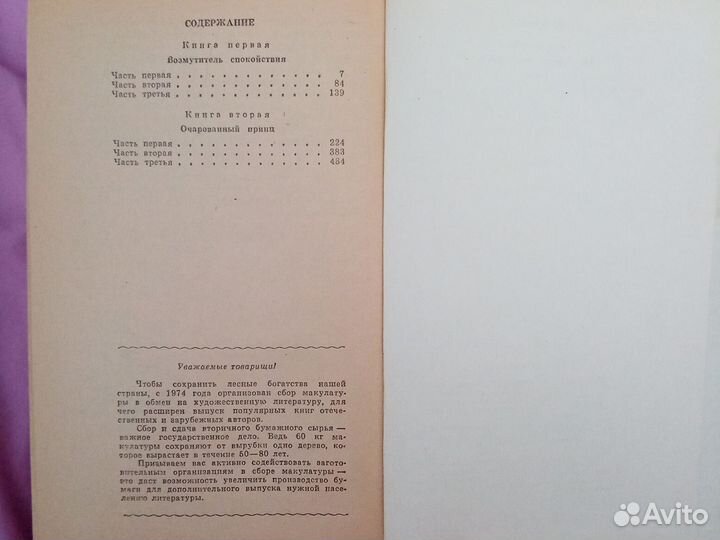 СОДЕРЖАНИЕ
Книга первая
Возмутитель спокойствия
Часть первая . . . . . . . . . . . . . 7
Часть вторая . . . . . . . . . . . . . 84
Часть третья . . . . . . . . . . . . . 139
Книга вторая
Очарованный принц
Часть первая . . . . . . . . . . . . . 224
Часть вторая . . . . . . . . . . . . . 383
Часть третья . . . . . . . . . . . . . 484
Уважаемые товарищи!
Чтобы сохранить лесные богатства нашей
страны, с 1974 года организован сбор макулату-
ры в обмен на художественную литературу, для
чего расширен выпуск популярных книг отече-
ственных и зарубежных авторов.
Сбор и сдача вторичного бумажного сырья —
важное государственное дело. Ведь 60 кг ма-
кулатуры сохраняют от вырубки одно дерево, ко-
торое вырастает в течение 50—80 лет.
Призываем вас активно содействовать загото-
вительным организациям в сборе макулатуры —
это даст возможность увеличить производство бу-
маги для дополнительного выпуска нужной насе-
лению литературы.
Avito